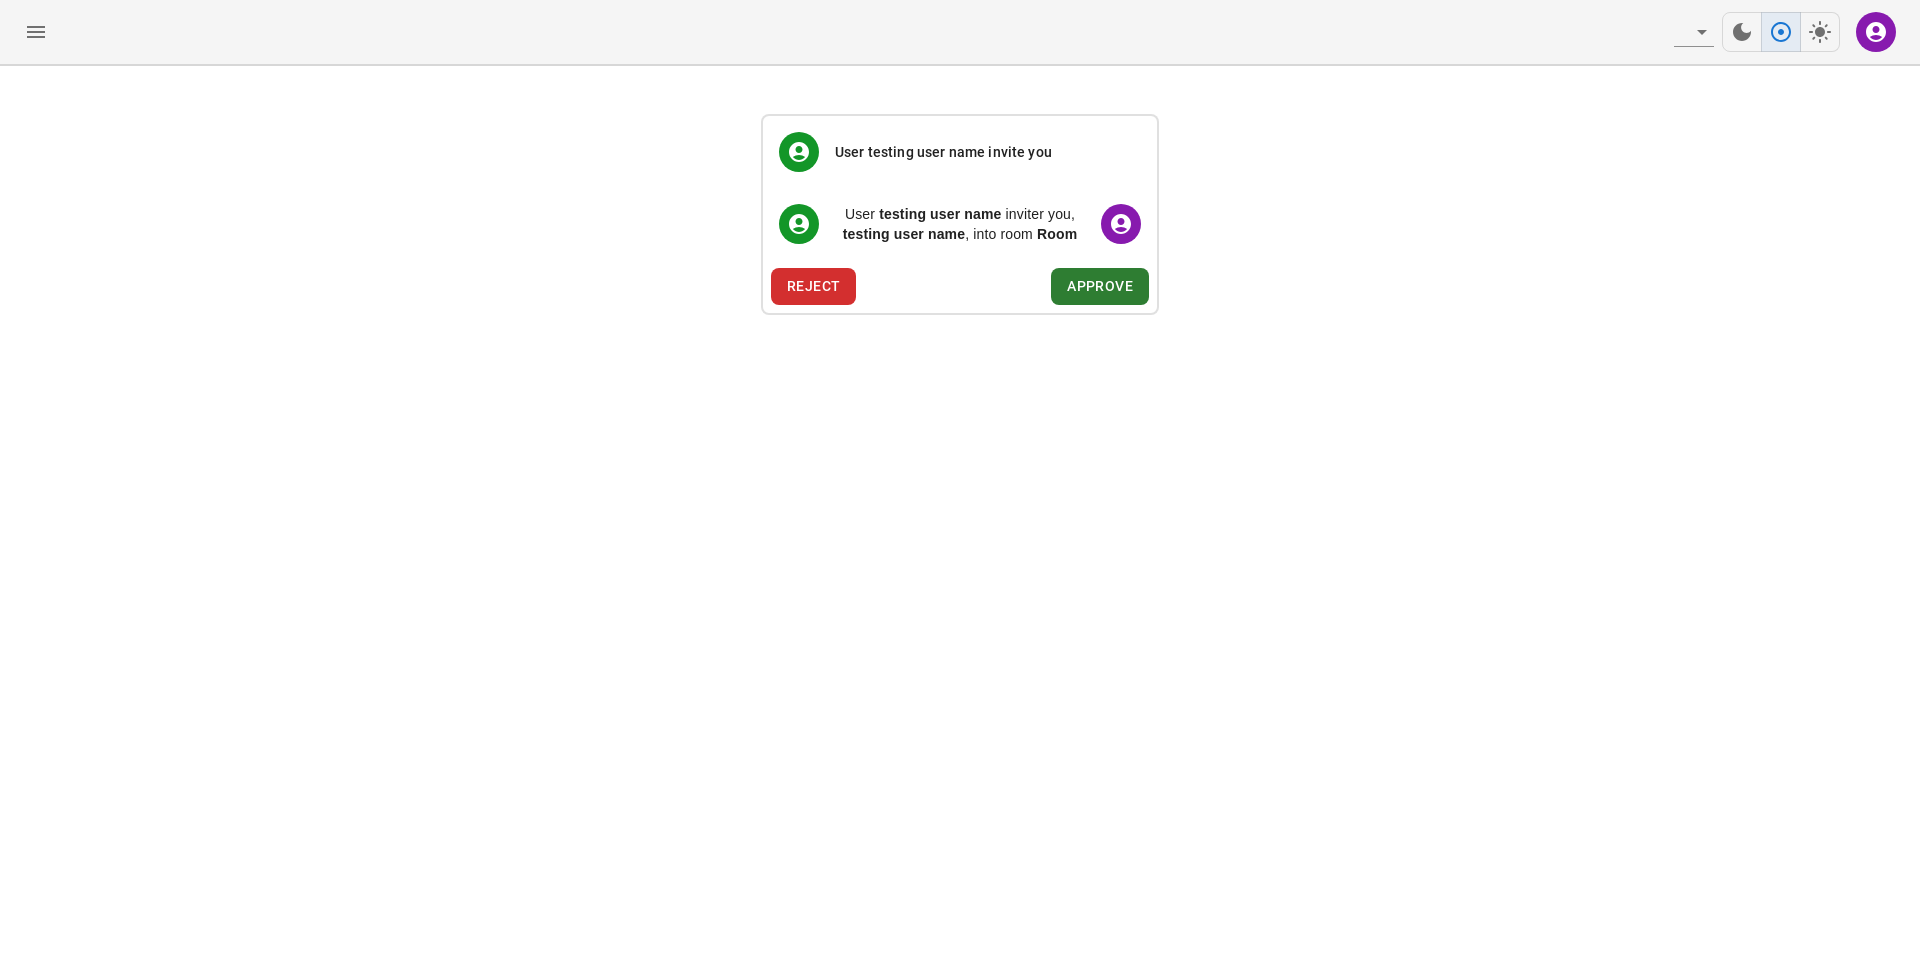 User testing user name invite you
User testing user name inviter you,
testing user name, into room Room
REJECT
APPROVE